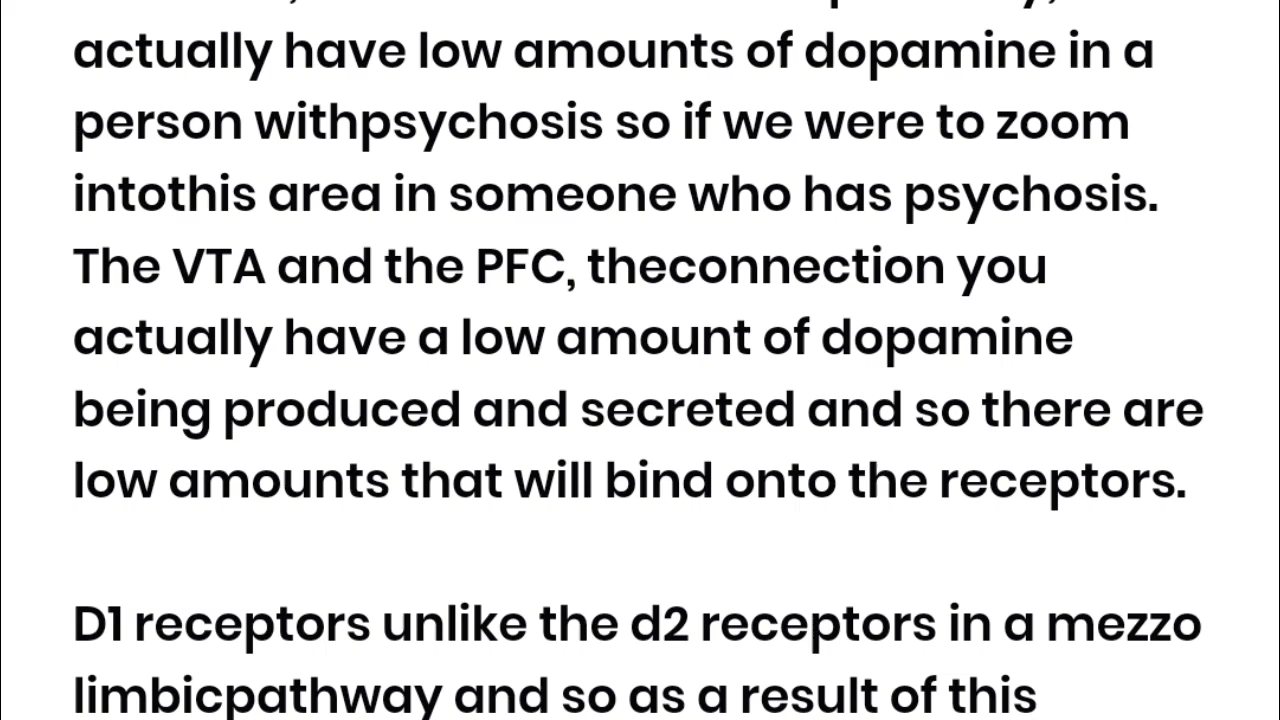 actually have low amounts of dopamine in a
person withpsychosis so if we were to zoom
intothis area in someone who has psychosis.
The VTA and the PFC, theconnection you
actually have a low amount of dopamine
being produced and secreted and so there are
low amounts that will bind onto the receptors.
D1 receptors unlike the d2 receptors in a mezzo
limbicpathway and so as a result of this